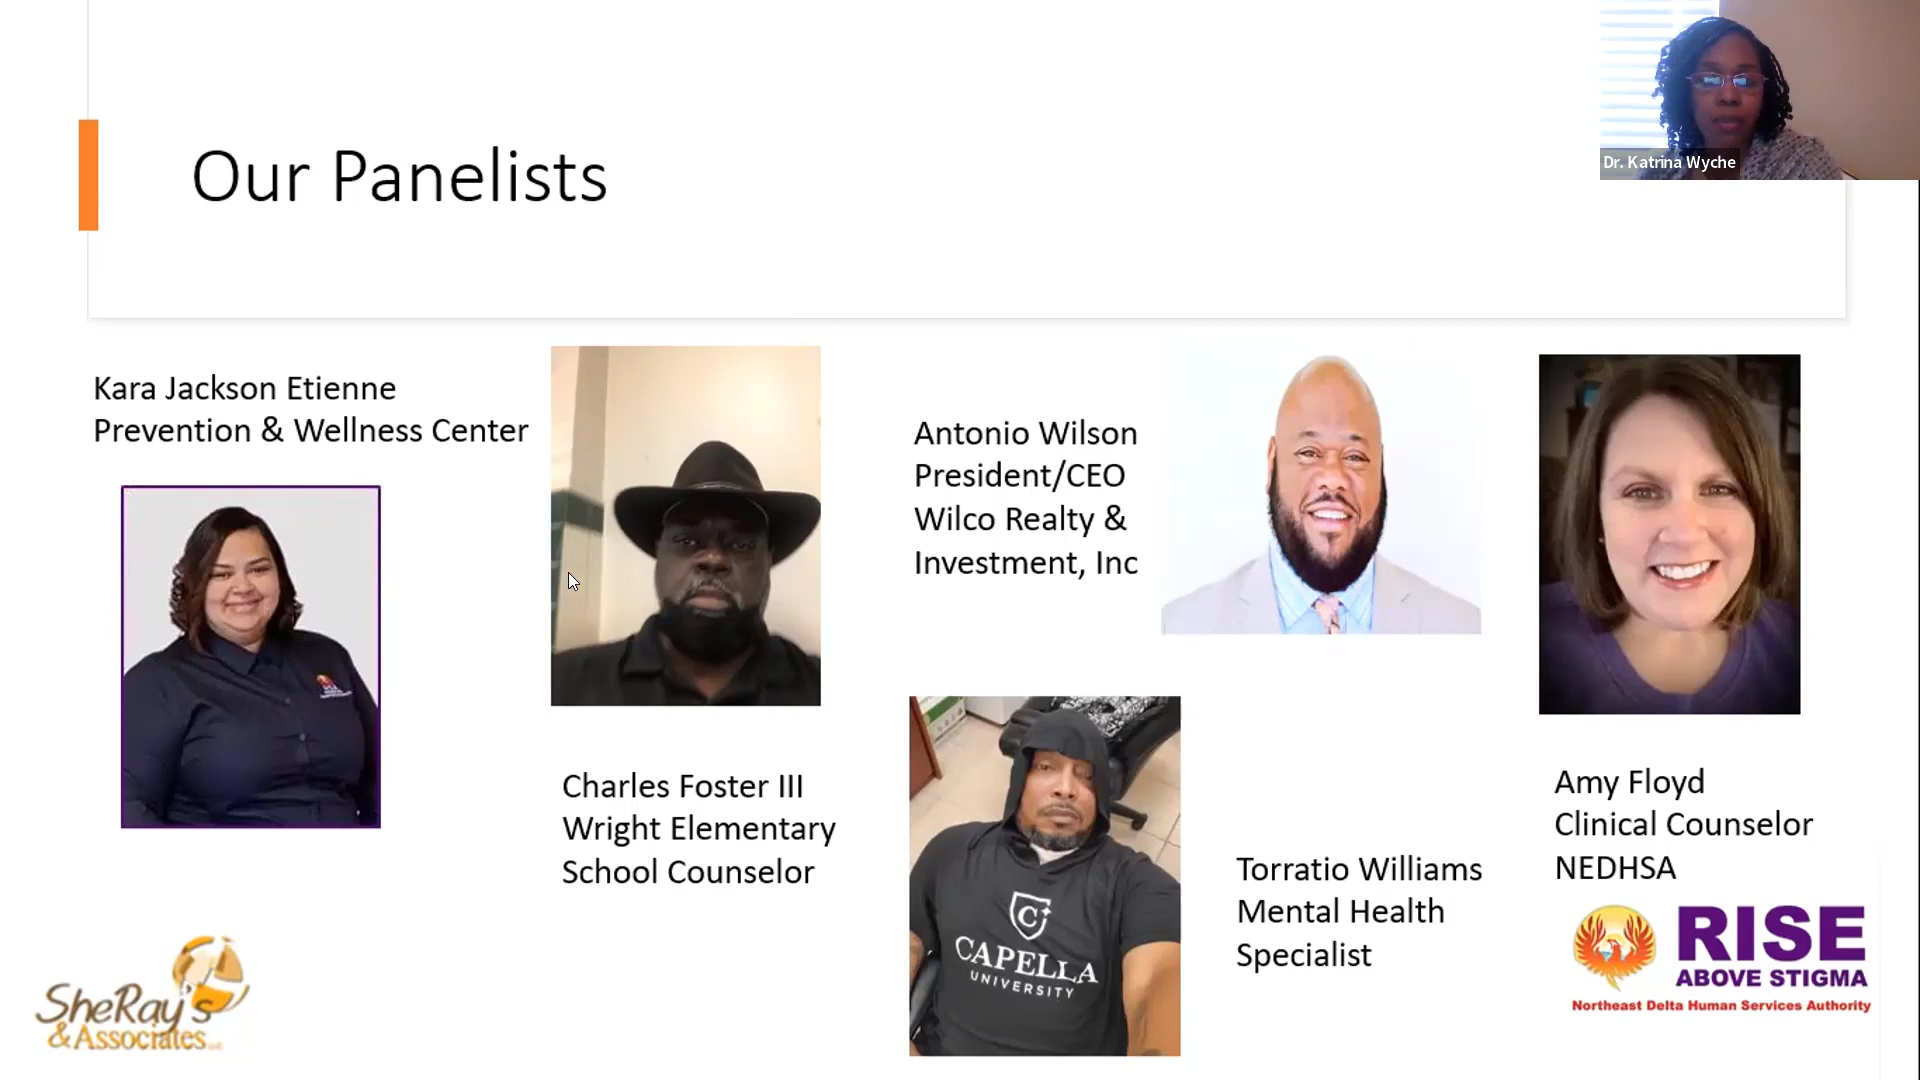 Dr. Katrina Wyche
Our Panelists
Kara Jackson Etienne
Prevention & Wellness Center
Charles Foster III
Wright Elementary
School Counselor
Antonio Wilson
President/CEO
Wilco Realty &
Investment, Inc
CAPELLA
UNIVERSITY
Torratio Williams
Mental Health
Specialist
Amy Floyd
Clinical Counselor
NEDHSA
SheRay's
& Associates
RISE
ABOVE STIGMA
Northeast Delta Human Services Authority